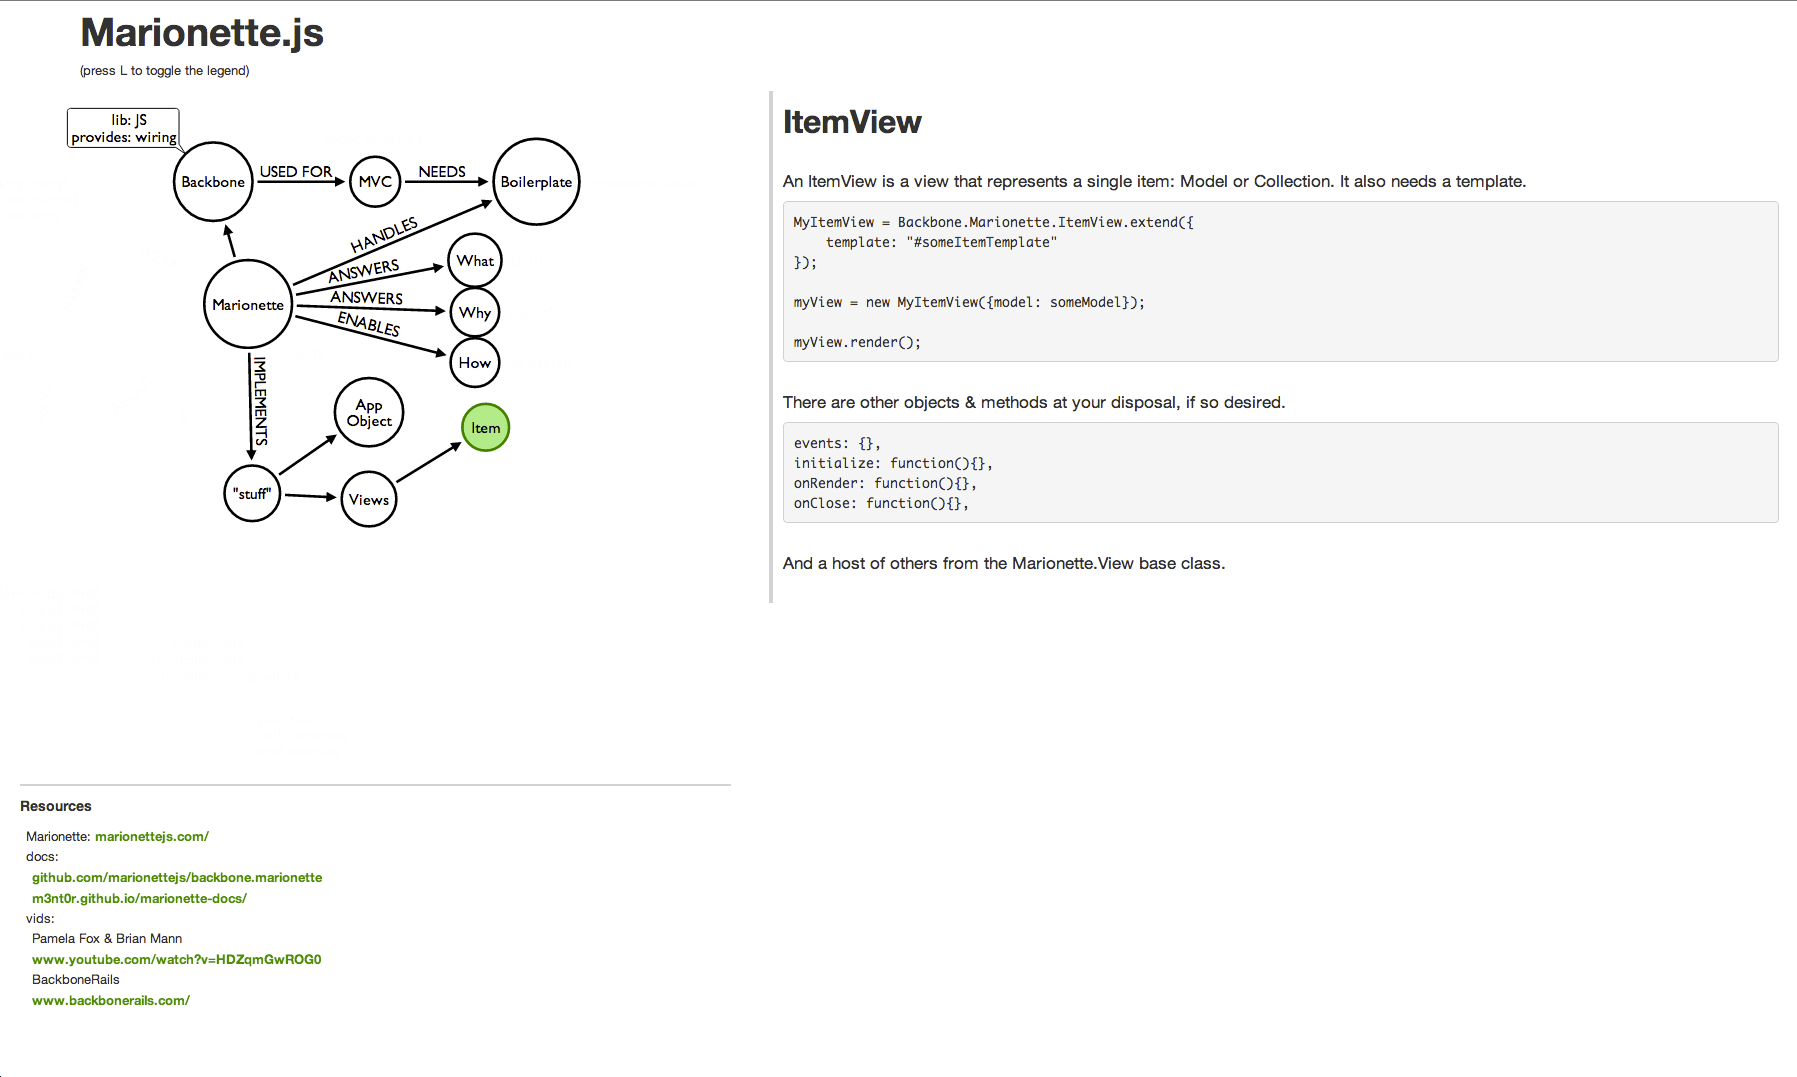 Marionette.js
(press L to toggle the legend)
lib: JS
provides: wiring
Backbone
USED FOR
MVC
NEEDS
Boilerplate
HANDLES
ANSWERS
What
Marionette
ANSWERS
Why
ENABLES
How
IMPLEMENTS
App
Object
Item
"stuff"
Views
ItemView
An ItemView is a view that represents a single item: Model or Collection. It also needs a template.
MyItemView = Backbone.Marionette.ItemView.extend({
    template: "#someItemTemplate"
});
myView = new MyItemView({model: someModel});
myView.render();
There are other objects & methods at your disposal, if so desired.
events: {},
initialize: function(){},
onRender: function(){},
onClose: function(){},
And a host of others from the Marionette.View base class.
Resources
Marionette: marionettejs.com/
docs:
github.com/marionettejs/backbone.marionette
m3nt0r.github.io/marionette-docs/
vids:
Pamela Fox & Brian Mann
www.youtube.com/watch?v=HDZqmGwROG0
BackboneRails
www.backbonerails.com/